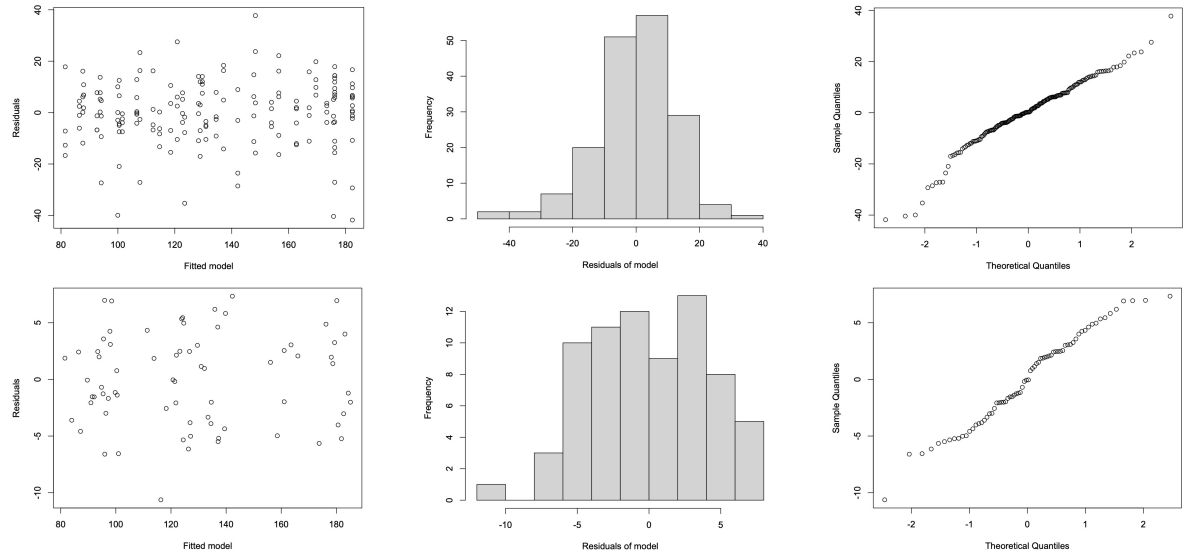 40
20
0
-20
-40
Residuals
80 100 120 140 160 180
Fitted model
50
40
30
20
10
0
Frequency
-40 -20 0 20 40
Residuals of model
40
20
0
-20
-40
Sample Quantiles
-2 -1 0 1 2
Theoretical Quantiles
5
0
-5
-10
Residuals
80 100 120 140 160 180
Fitted model
12
10
8
6
4
2
0
Frequency
-10 -5 0 5
Residuals of model
5
0
-5
-10
Sample Quantiles
-2 -1 0 1 2
Theoretical Quantiles